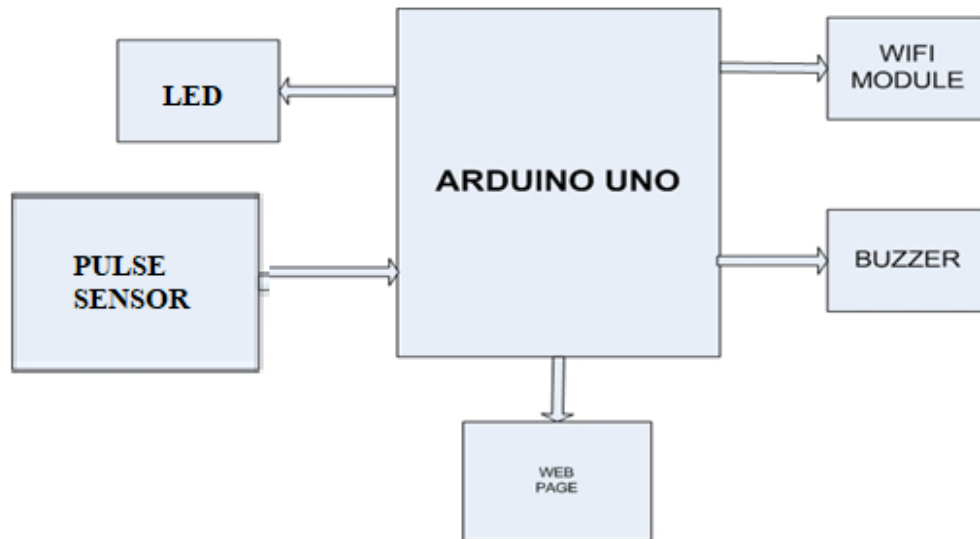 LED
WIFI
MODULE
ARDUINO UNO
PULSE
SENSOR
BUZZER
WEB
PAGE